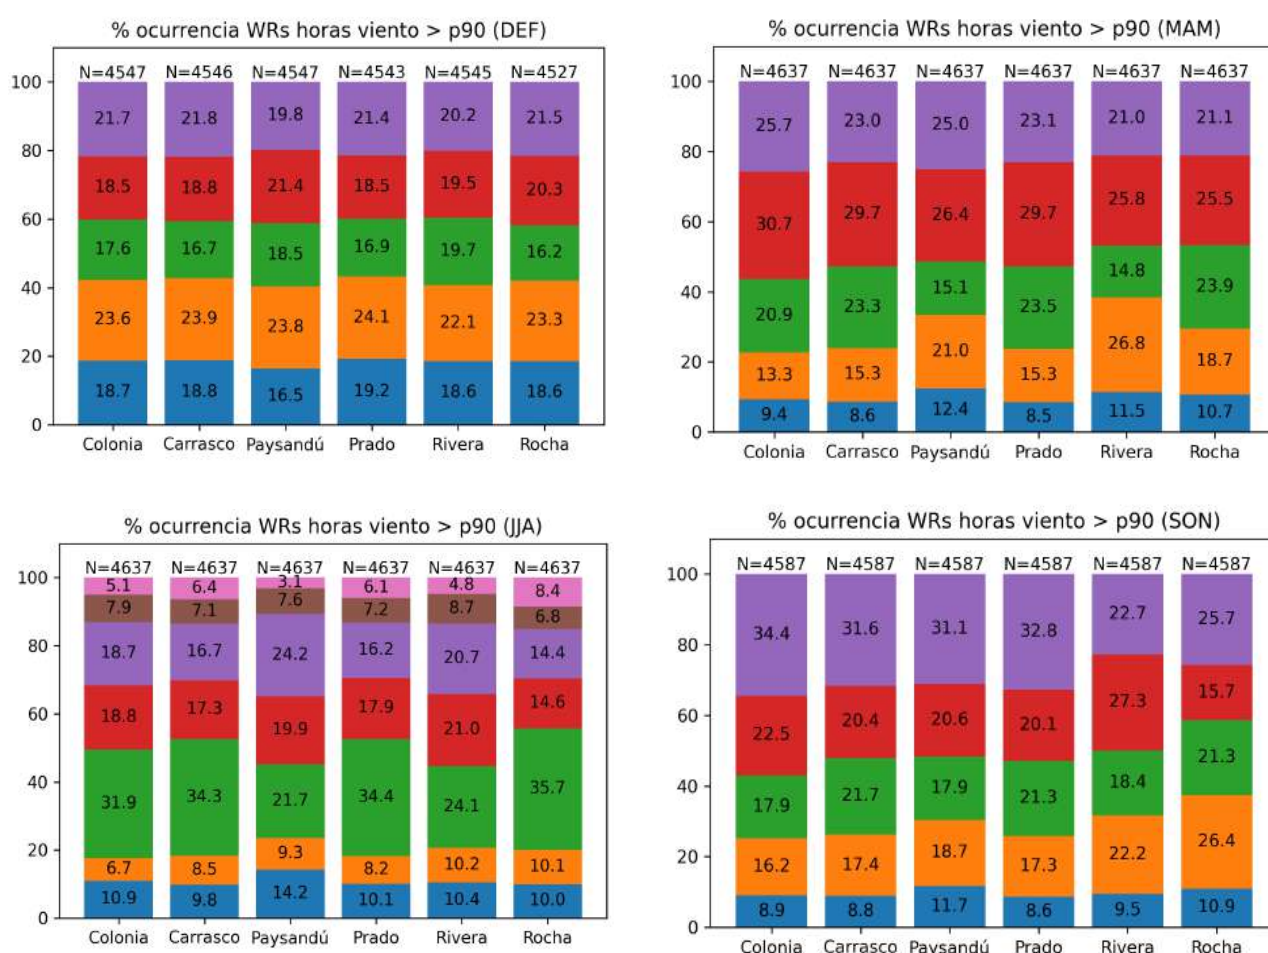 % ocurrencia WRs horas viento > p90 (DEF)
N=4547 N=4546 N=4547 N=4543 N=4545 N=4527
100
21.7 21.8 19.8 21.4 20.2 21.5
80
18.5 18.8 21.4 18.5 19.5 20.3
60
17.6 16.7 18.5 16.9 19.7 16.2
40
23.6 23.9 23.8 24.1 22.1 23.3
20
18.7 18.8 16.5 19.2 18.6 18.6
0
Colonia Carrasco Paysandú Prado Rivera Rocha
% ocurrencia WRs horas viento > p90 (MAM)
N=4637 N=4637 N=4637 N=4637 N=4637 N=4637
100
25.7 23.0 25.0 23.1 21.0 21.1
80
30.7 29.7 26.4 29.7 25.8 25.5
60
20.9 23.3 15.1 23.5 14.8 23.9
40
13.3 15.3 21.0 15.3 26.8 18.7
20
9.4 8.6 12.4 8.5 11.5 10.7
0
Colonia Carrasco Paysandú Prado Rivera Rocha
% ocurrencia WRs horas viento > p90 (JJA)
N=4637 N=4637 N=4637 N=4637 N=4637 N=4637
100
5.1 6.4 3.1 6.1 4.8 8.4
7.9 7.1 7.6 7.2 8.7 6.8
80
18.7 16.7 24.2 16.2 20.7 14.4
60
18.8 17.3 19.9 17.9 21.0 14.6
40
31.9 34.3 21.7 34.4 24.1 35.7
20
6.7 8.5 9.3 8.2 10.2 10.1
10.9 9.8 14.2 10.1 10.4 10.0
0
Colonia Carrasco Paysandú Prado Rivera Rocha
% ocurrencia WRs horas viento > p90 (SON)
N=4587 N=4587 N=4587 N=4587 N=4587 N=4587
100
34.4 31.6 31.1 32.8 22.7 25.7
80
22.5 20.4 20.6 20.1 27.3 15.7
60
17.9 21.7 17.9 21.3 18.4 21.3
40
16.2 17.4 18.7 17.3 22.2 26.4
20
8.9 8.8 11.7 8.6 9.5 10.9
0
Colonia Carrasco Paysandú Prado Rivera Rocha